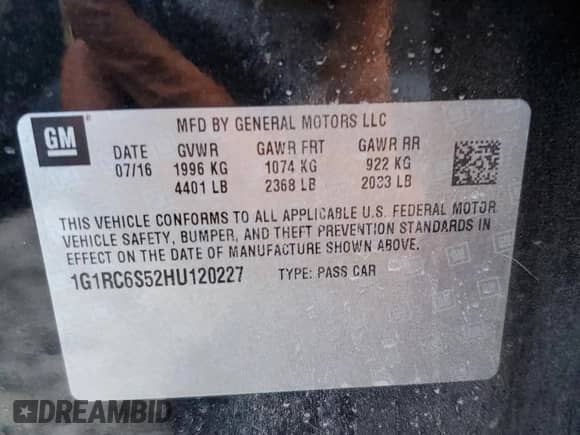 GM
®
MFD BY GENERAL MOTORS LLC
DATE GVWR GAWR FRT GAWR RR
07/16 1996 KG 1074 KG 922 KG
4401 LB 2368 LB 2033 LB
THIS VEHICLE CONFORMS TO ALL APPLICABLE U.S. FEDERAL MOTOR
VEHICLE SAFETY, BUMPER, AND THEFT PREVENTION STANDARDS IN
EFFECT ON THE DATE OF MANUFACTURE SHOWN ABOVE.
1G1RC6S52HU120227 TYPE: PASS CAR
DREAMBID